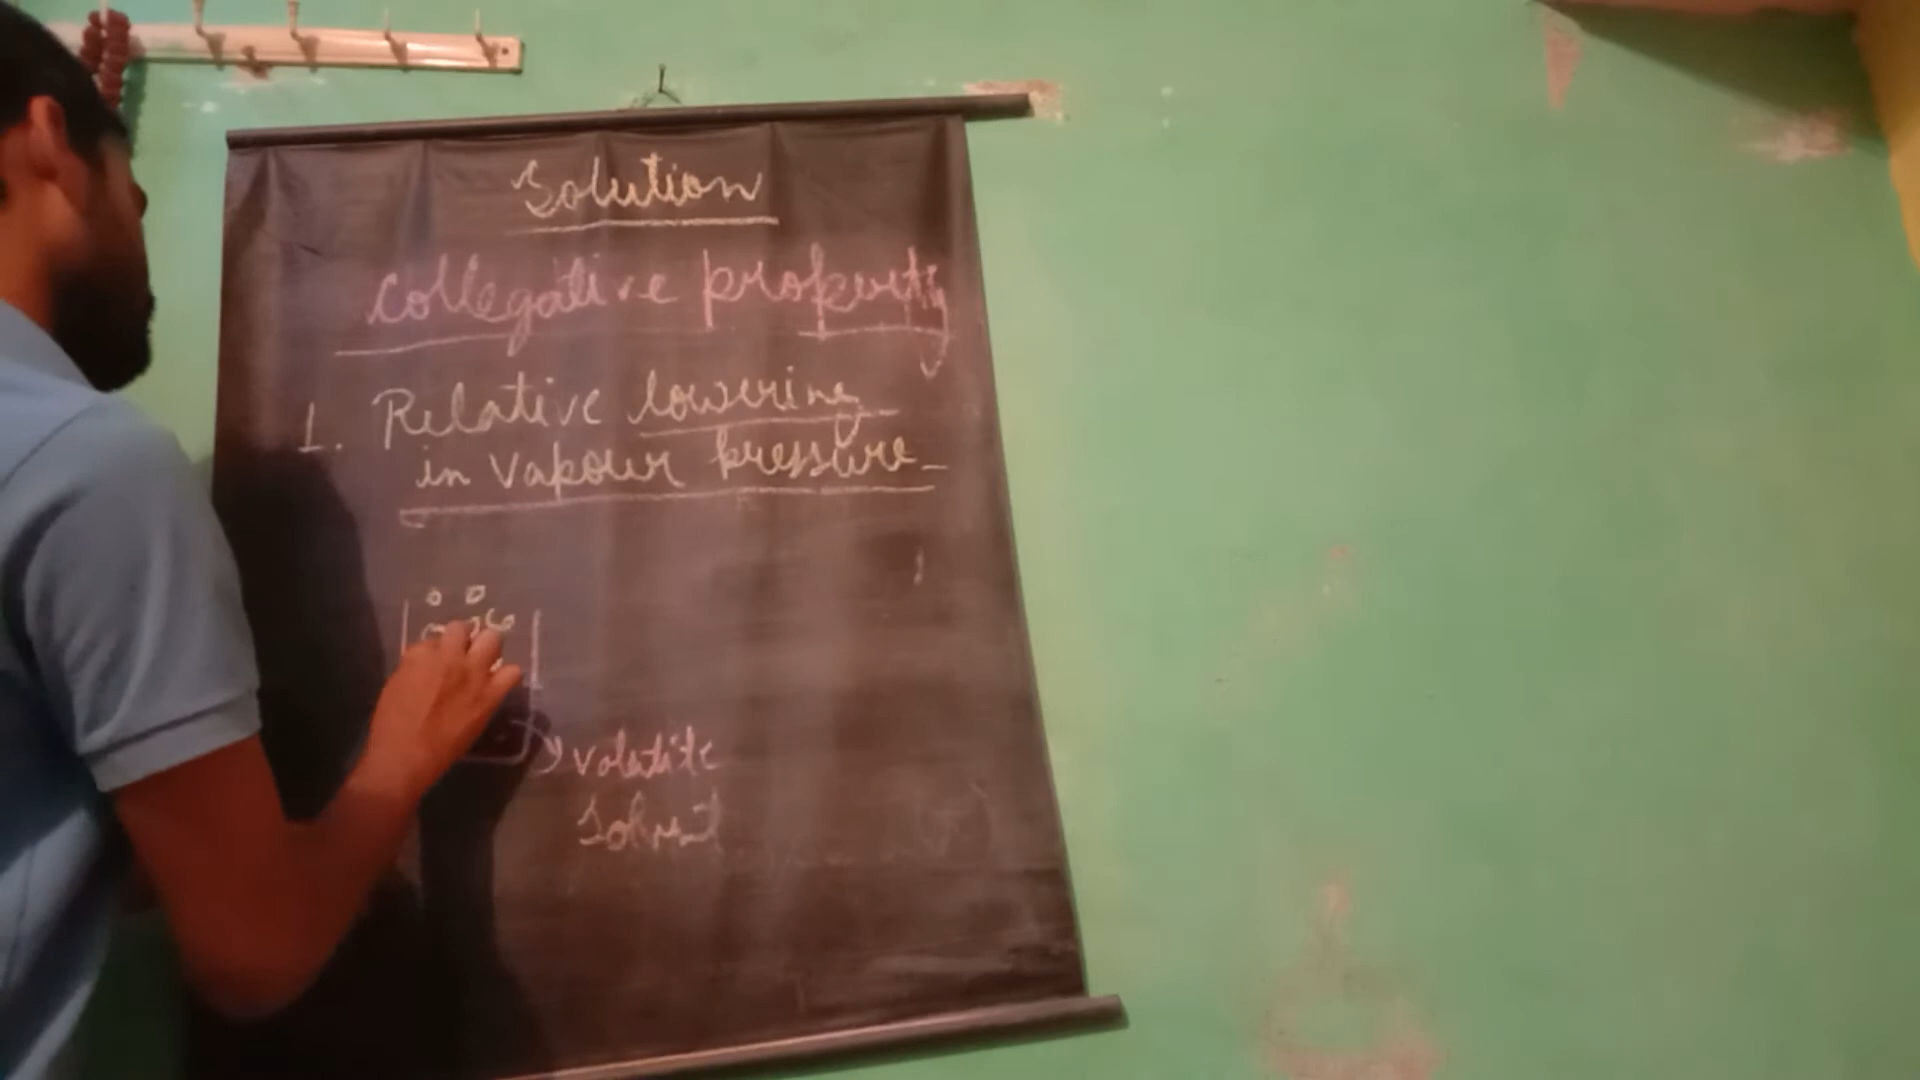 Solution
collegative property
1. Relative lowering
in vapour pressure
volatile
Solvent